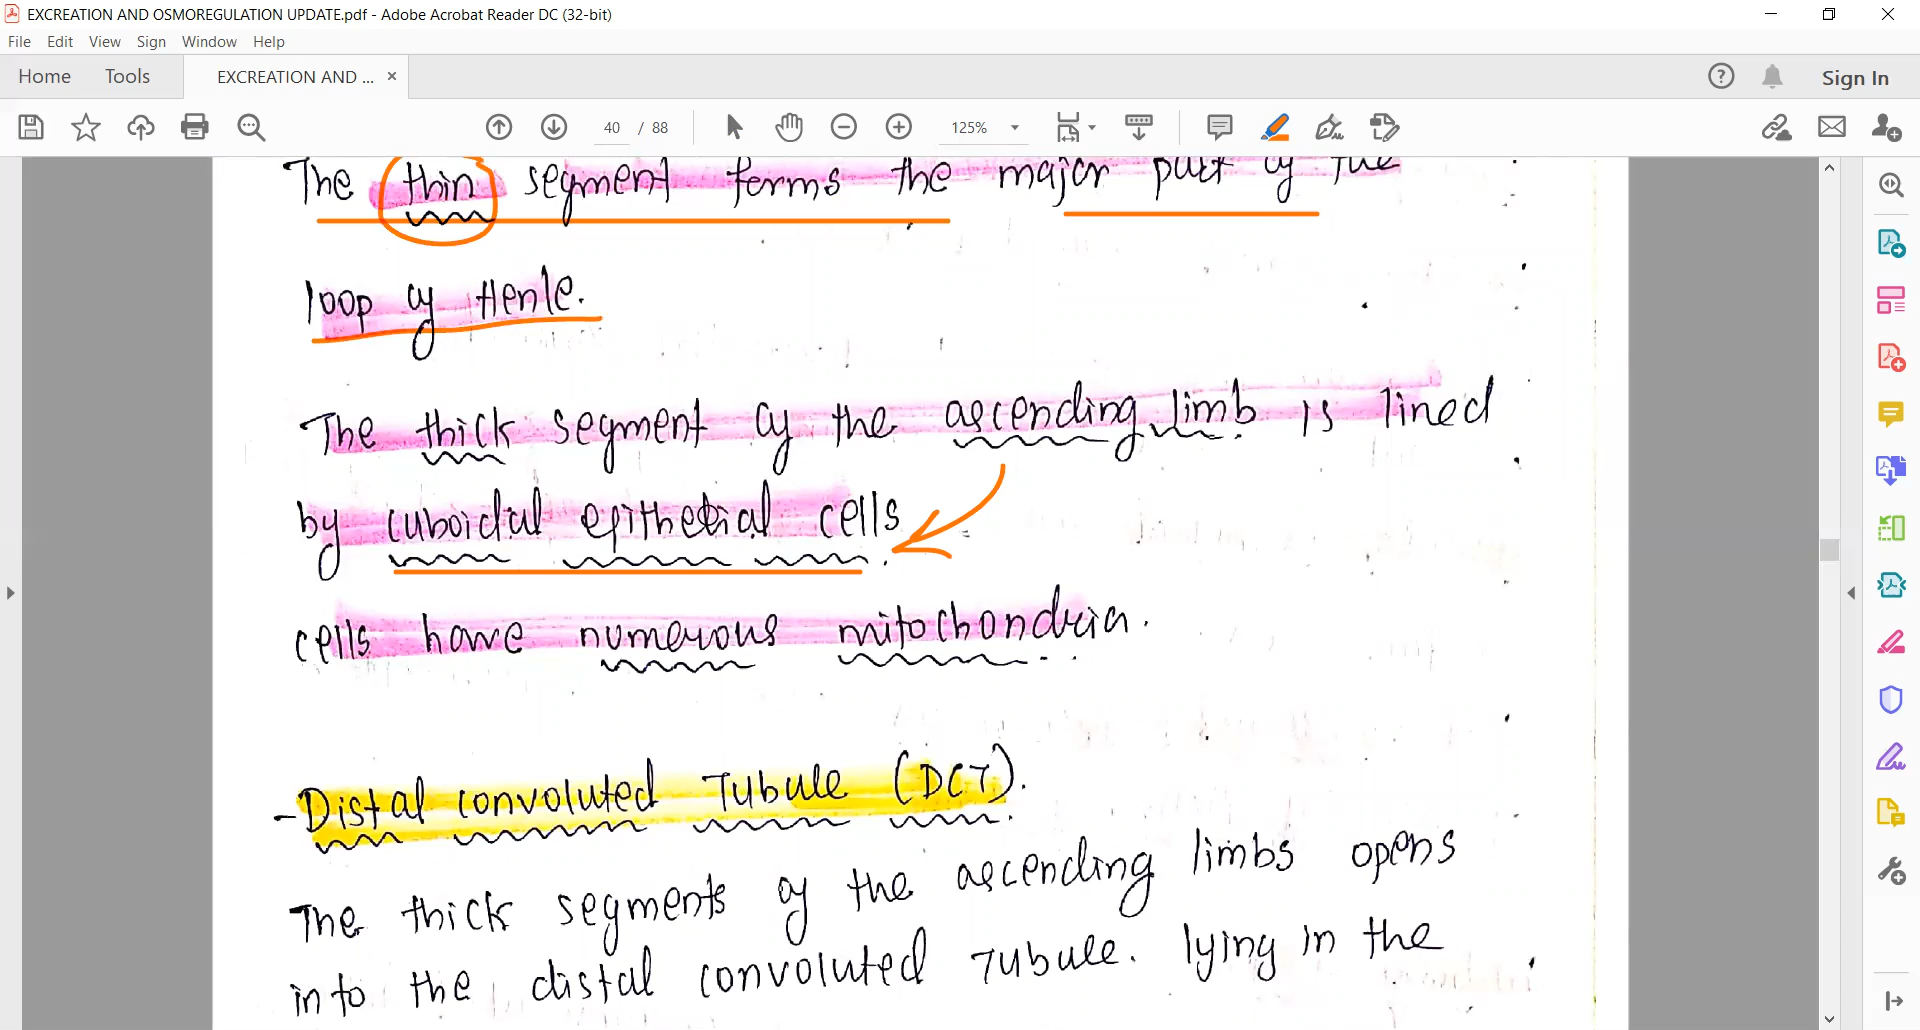 EXCREATION AND OSMOREGULATION UPDATE.pdf - Adobe Acrobat Reader DC (32-bit)
File Edit View Sign Window Help
Home Tools EXCREATION AND ... × Sign In
40 / 88 125%
The thin segment forms the major part of the
loop of Henle.
The thick segment of the ascending limb is lined
by cuboidal epithelial cells.
cells have numerous mitochondria.
- Distal convoluted Tubule (DCT).
The thick segments of the ascending limbs opens
into the distal convoluted Tubule. lying in the